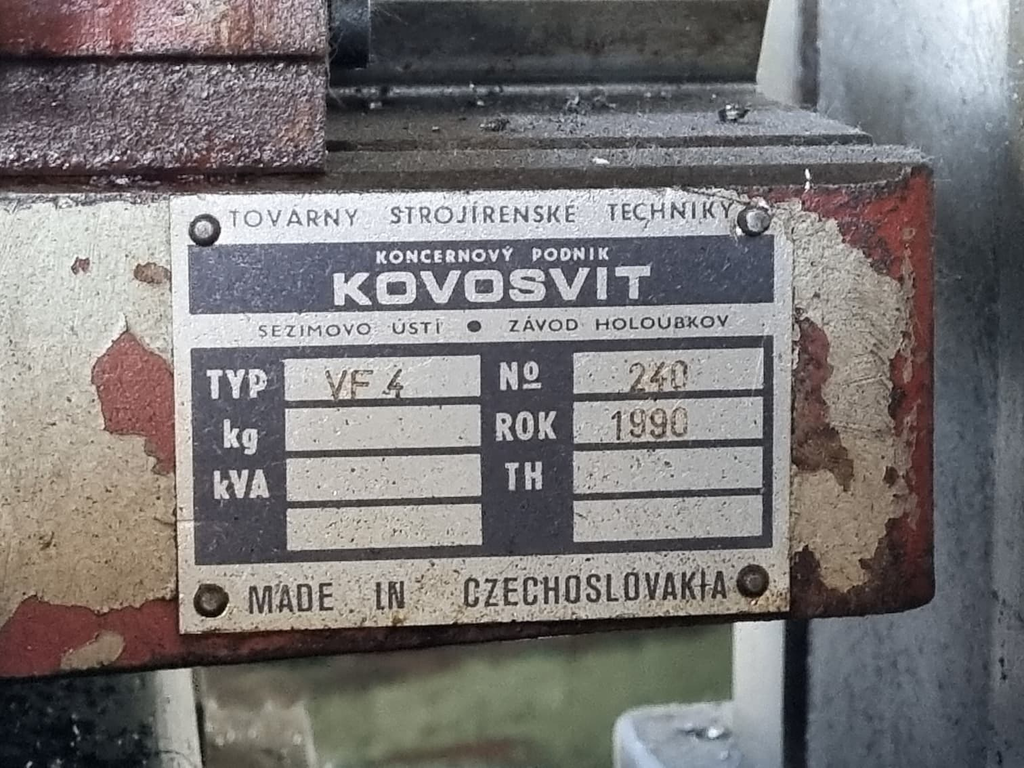 TOVÁRNY STROJÍRENSKÉ TECHNIKY
KONCERNOVÝ PODNIK
KOVOSVIT
SEZIMOVO ÚSTÍ • ZÁVOD HOLOUBKOV
TYP VF 4 Nº 240
kg ROK 1990
kVA TH
MADE IN CZECHOSLOVAKIA